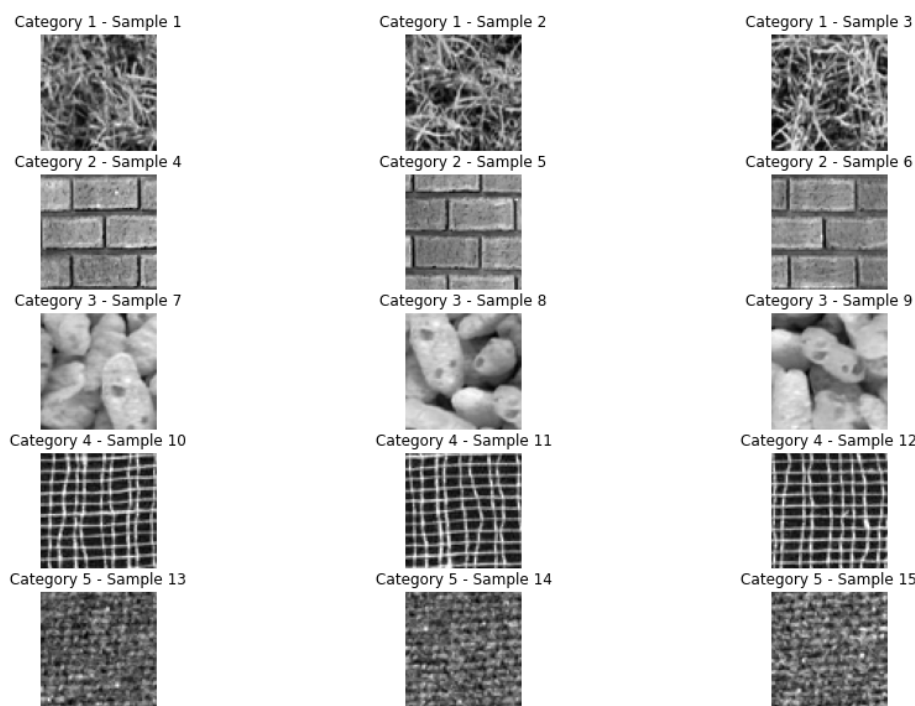 Category 1 - Sample 1
Category 1 - Sample 2
Category 1 - Sample 3
Category 2 - Sample 4
Category 2 - Sample 5
Category 2 - Sample 6
Category 3 - Sample 7
Category 3 - Sample 8
Category 3 - Sample 9
Category 4 - Sample 10
Category 4 - Sample 11
Category 4 - Sample 12
Category 5 - Sample 13
Category 5 - Sample 14
Category 5 - Sample 15